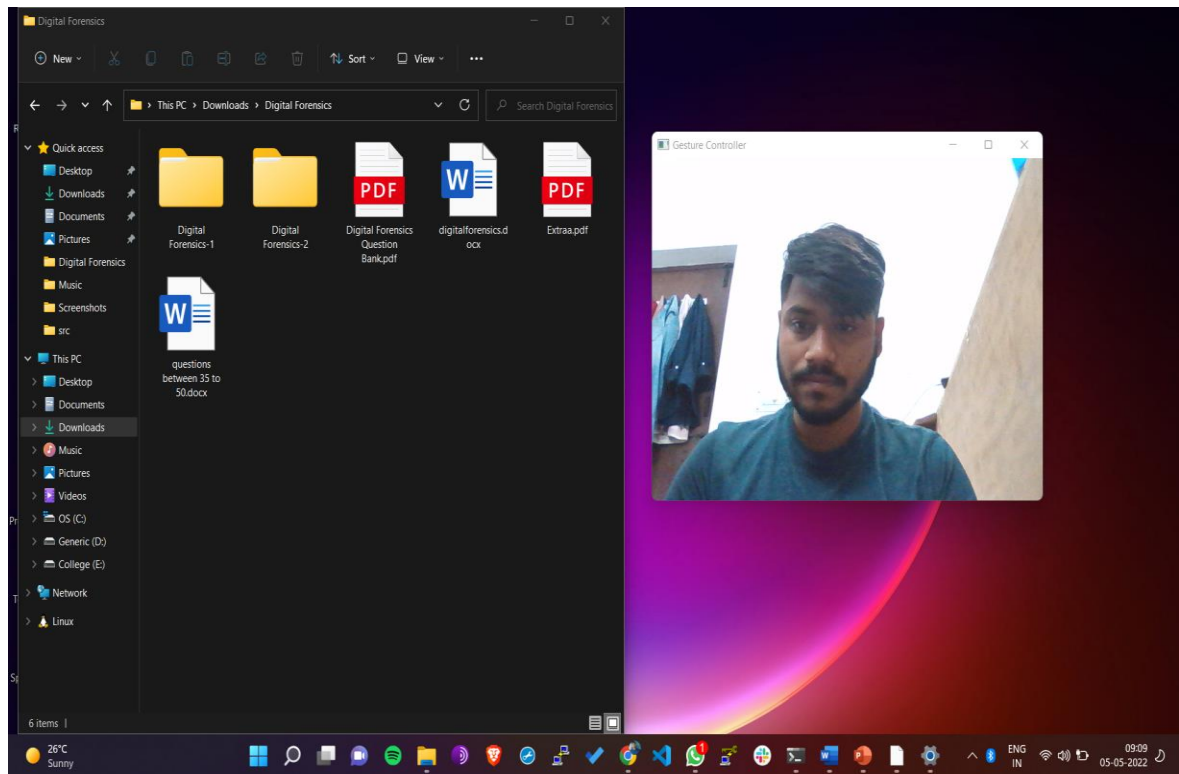 Digital Forensics
New
Sort
View
This PC > Downloads > Digital Forensics
Search Digital Forensics
Quick access
Desktop
Downloads
Documents
Pictures
Digital Forensics
Music
Screenshots
src
This PC
Desktop
Documents
Downloads
Music
Pictures
Videos
OS (C:)
Generic (D:)
College (E:)
Network
Linux
Digital
Forensics-1
Digital
Forensics-2
PDF
Digital Forensics
Question
Bank.pdf
W
digitalforensics.d
ocx
PDF
Extraa.pdf
W
questions
between 35 to
50.docx
6 items
Gesture Controller
26°C
Sunny
1
ENG
IN
09:09
05-05-2022